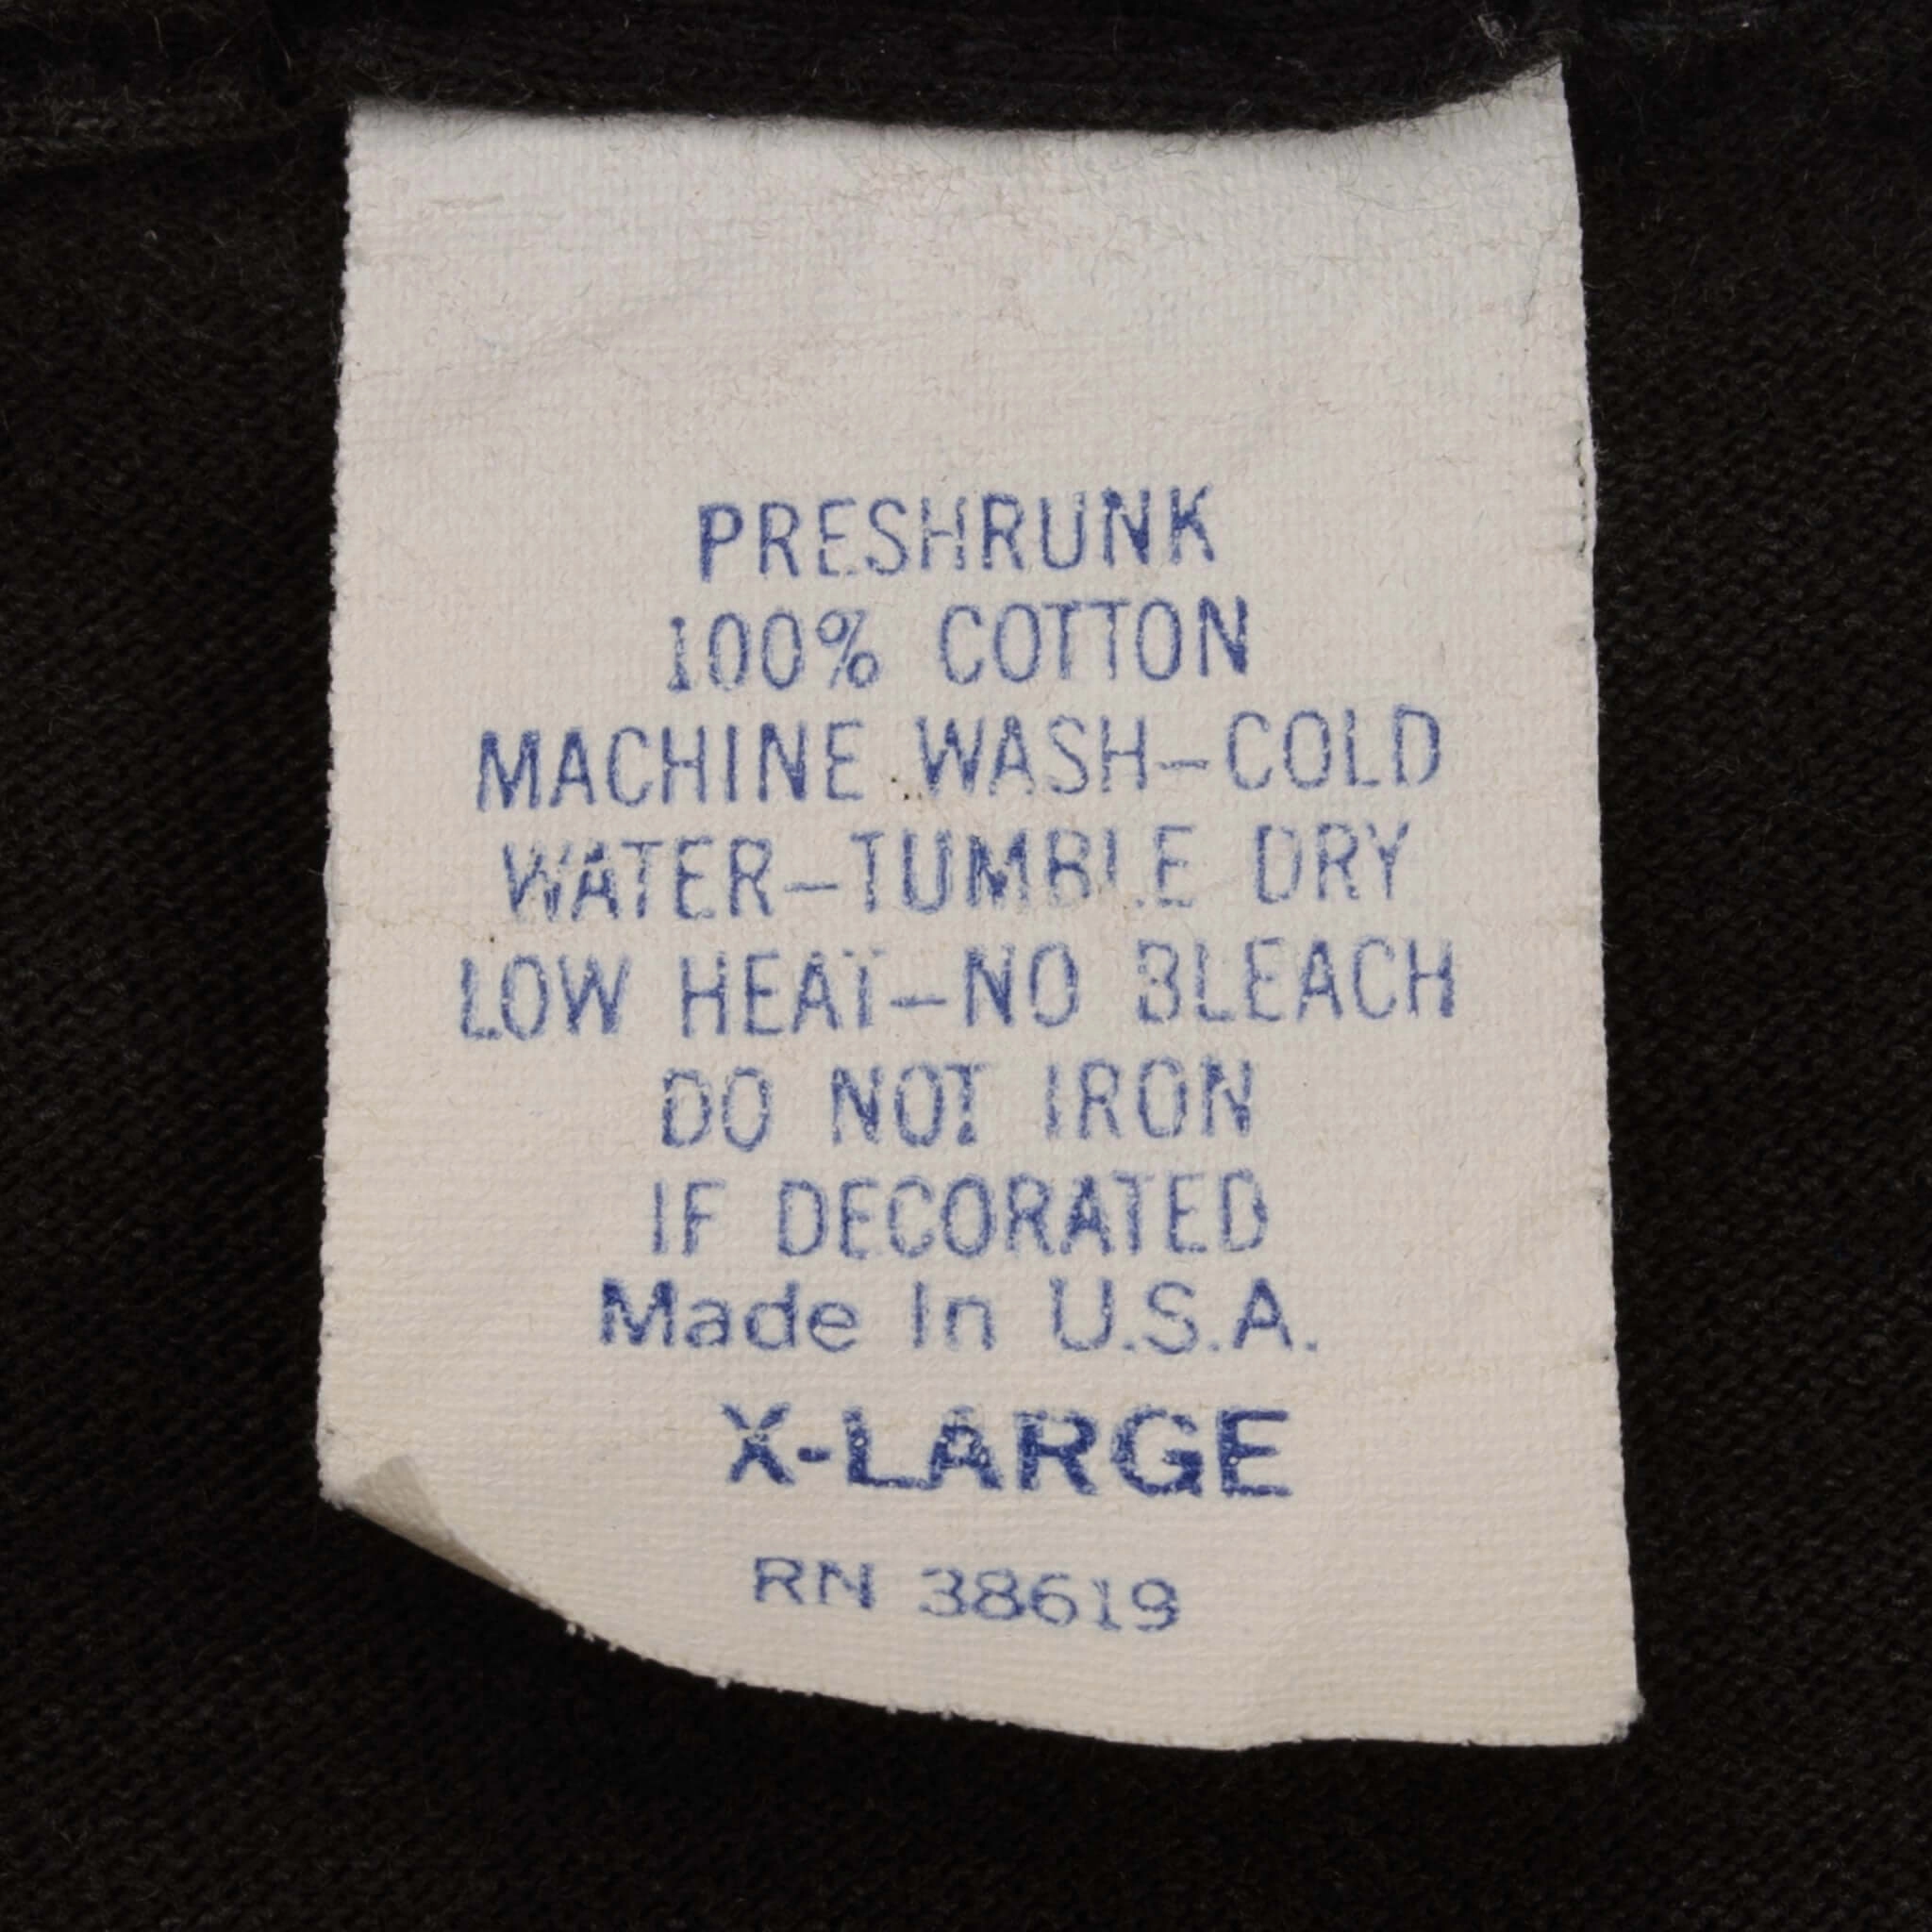 PRESHRUNK
100% COTTON
MACHINE WASH–COLD
WATER–TUMBLE DRY
LOW HEAT–NO BLEACH
DO NOT IRON
IF DECORATED
Made In U.S.A.
X-LARGE
RN 38619